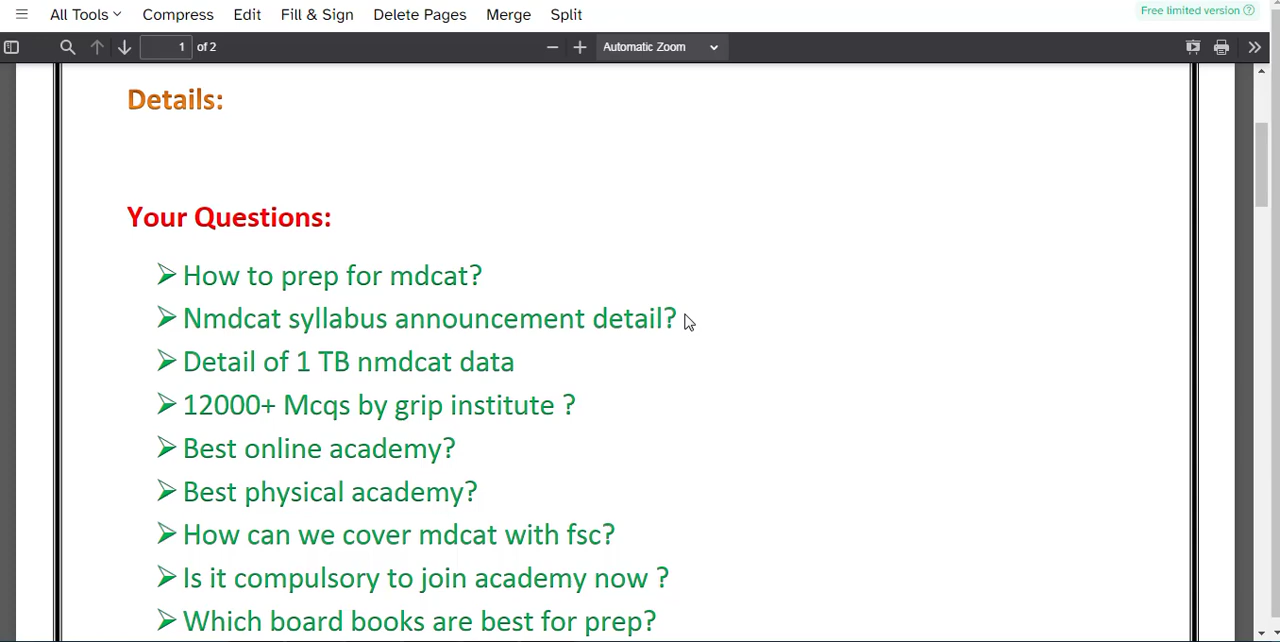 All Tools Compress Edit Fill & Sign Delete Pages Merge Split Free limited version
1 of 2 Automatic Zoom
Details:
Your Questions:
How to prep for mdcat?
Nmdcat syllabus announcement detail?
Detail of 1 TB nmdcat data
12000+ Mcqs by grip institute ?
Best online academy?
Best physical academy?
How can we cover mdcat with fsc?
Is it compulsory to join academy now ?
Which board books are best for prep?